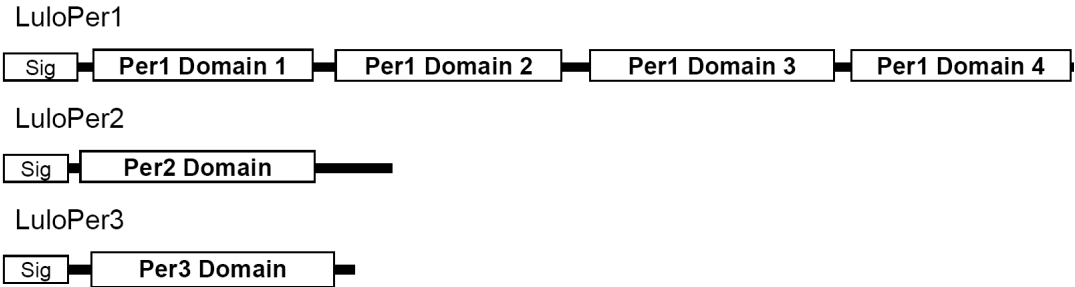 LuloPer1
Sig Per1 Domain 1 Per1 Domain 2 Per1 Domain 3 Per1 Domain 4
LuloPer2
Sig Per2 Domain
LuloPer3
Sig Per3 Domain